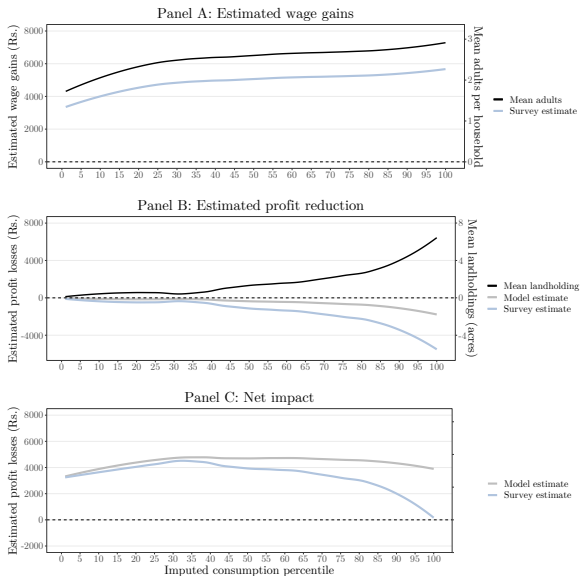 Panel A: Estimated wage gains
Estimated wage gains (Rs.)
8000
6000
4000
2000
0
3
2
1
0
Mean adults per household
1 5 10 15 20 25 30 35 40 45 50 55 60 65 70 75 80 85 90 95 100
Mean adults
Survey estimate
Panel B: Estimated profit reduction
Estimated profit losses (Rs.)
8000
4000
0
-4000
8
4
0
-4
Mean landholdings (acres)
1 5 10 15 20 25 30 35 40 45 50 55 60 65 70 75 80 85 90 95 100
Mean landholding
Model estimate
Survey estimate
Panel C: Net impact
Estimated profit losses (Rs.)
8000
6000
4000
2000
0
-2000
1 5 10 15 20 25 30 35 40 45 50 55 60 65 70 75 80 85 90 95 100
Imputed consumption percentile
Model estimate
Survey estimate